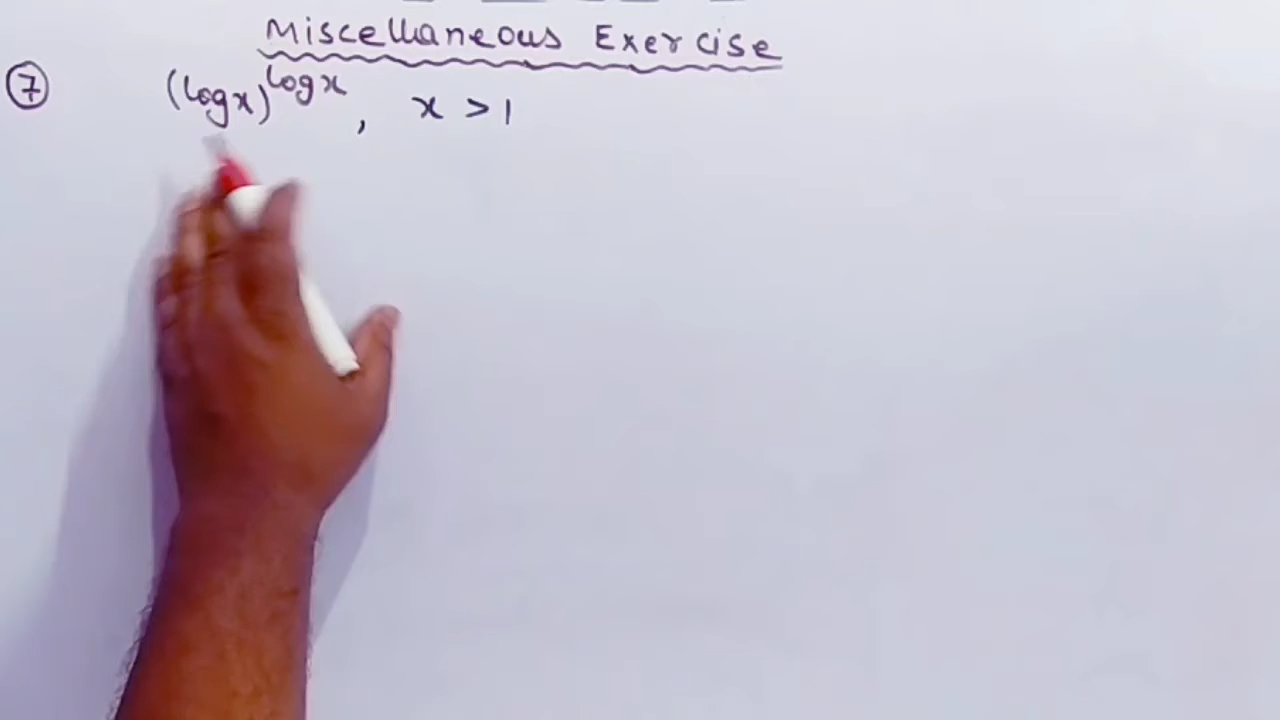 Miscellaneous Exercise
⑦ (log x)^{log x}, x > 1